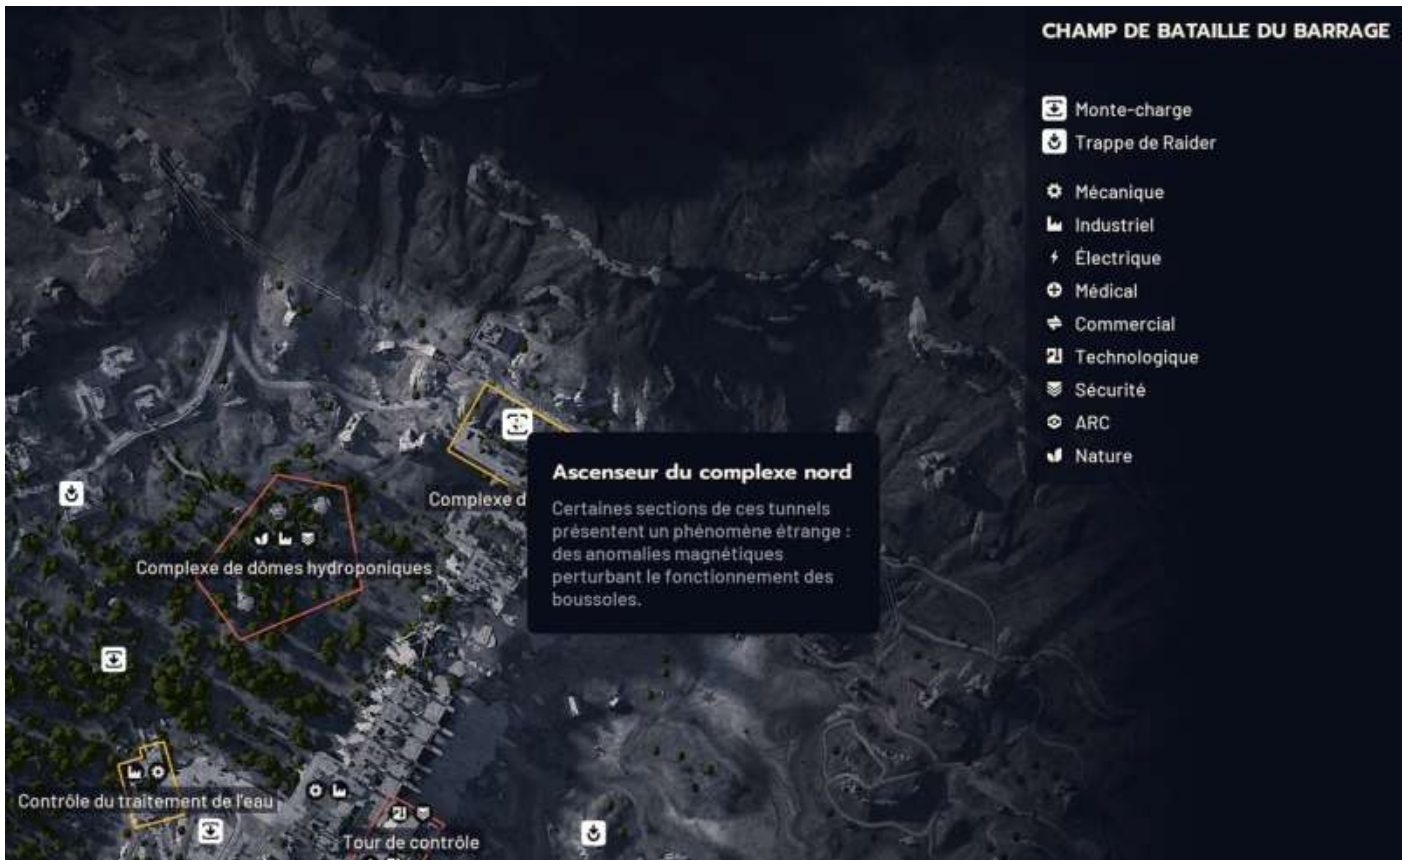 CHAMP DE BATAILLE DU BARRAGE
Monte-charge
Trappe de Raider
Mécanique
Industriel
Électrique
Médical
Commercial
Technologique
Sécurité
ARC
Nature
Ascenseur du complexe nord
Certaines sections de ces tunnels
présentent un phénomène étrange :
des anomalies magnétiques
perturbant le fonctionnement des
boussoles.
Complexe d
Complexe de dômes hydroponiques
Contrôle du traitement de l'eau
Tour de contrôle